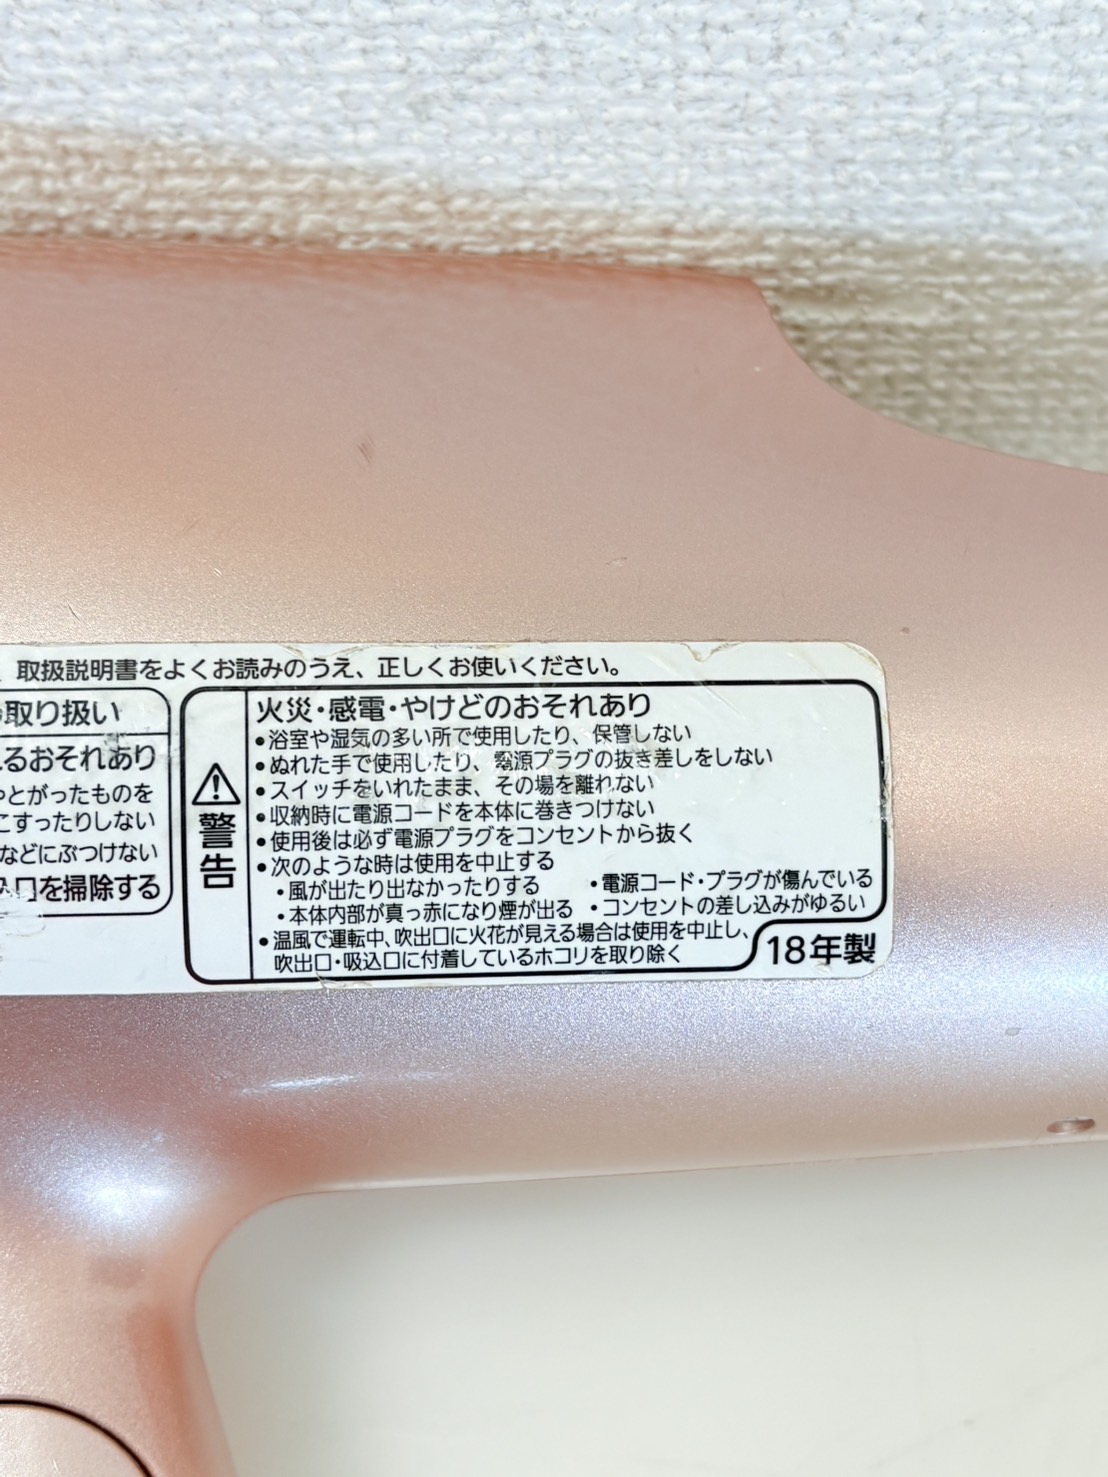 取扱説明書をよくお読みのうえ、正しくお使いください。
取り扱い
るおそれあり
とがったものを
こすったりしない
などにぶつけない
口を掃除する
警告
火災・感電・やけどのおそれあり
•浴室や湿気の多い所で使用したり、保管しない
•ぬれた手で使用したり、電源プラグの抜き差しをしない
•スイッチをいれたまま、その場を離れない
•収納時に電源コードを本体に巻きつけない
•使用後は必ず電源プラグをコンセントから抜く
•次のような時は使用を中止する
・風が出たり出なかったりする ・電源コード・プラグが傷んでいる
・本体内部が真っ赤になり煙が出る ・コンセントの差し込みがゆるい
•温風で運転中、吹出口に火花が見える場合は使用を中止し、
吹出口・吸込口に付着しているホコリを取り除く
18年製